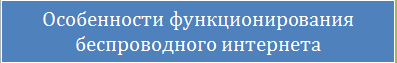 Особенности функционирования
беспроводного интернета